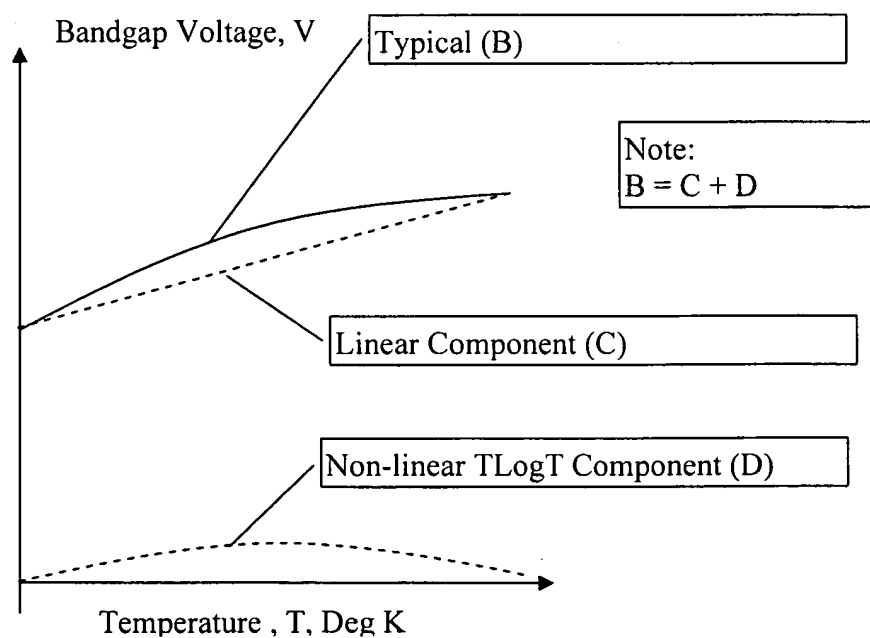 Bandgap Voltage, V
Typical (B)
Note:
B = C + D
Linear Component (C)
Non-linear TLogT Component (D)
Temperature , T, Deg K